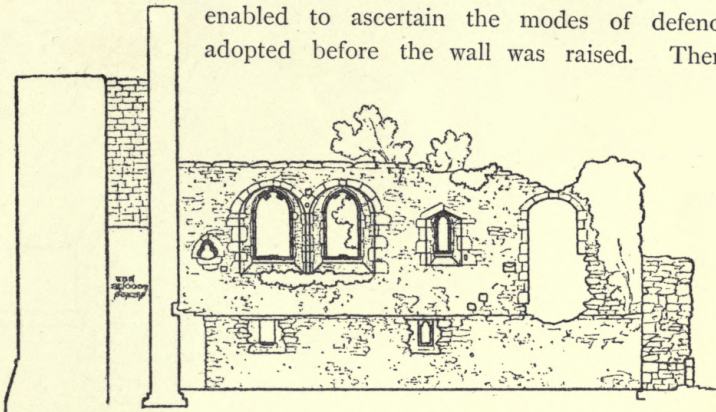 enabled to ascertain the modes of defenc
adopted before the wall was raised. Ther